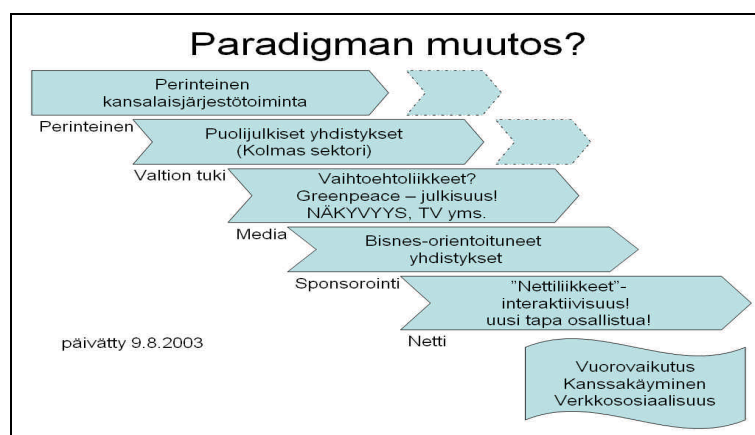 Paradigman muutos?
Perinteinen
kansalaisjärjestötoiminta
Perinteinen
Puolijulkiset yhdistykset
(Kolmas sektori)
Valtion tuki
Vaihtoehtoliikkeet?
Greenpeace – julkisuus!
NÄKYVYYS, TV yms.
Media
Bisnes-orientoituneet
yhdistykset
Sponsorointi
"Nettiliikkeet"-
interaktiivisuus!
uusi tapa osallistua!
Netti
päivätty 9.8.2003
Vuorovaikutus
Kanssakäyminen
Verkkososiaalisuus